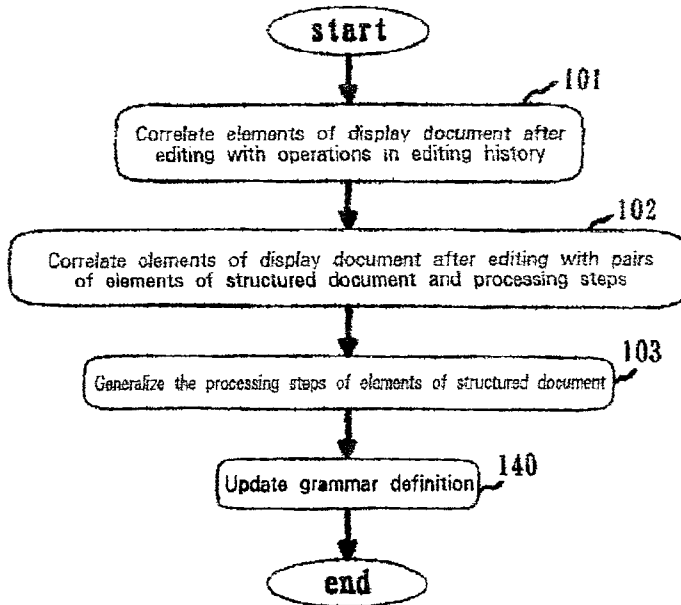 start
101
Correlate elements of display document after
editing with operations in editing history
102
Correlate elements of display document after editing with pairs
of elements of structured document and processing steps
103
Generalize the processing steps of elements of structured document
140
Update grammar definition
end